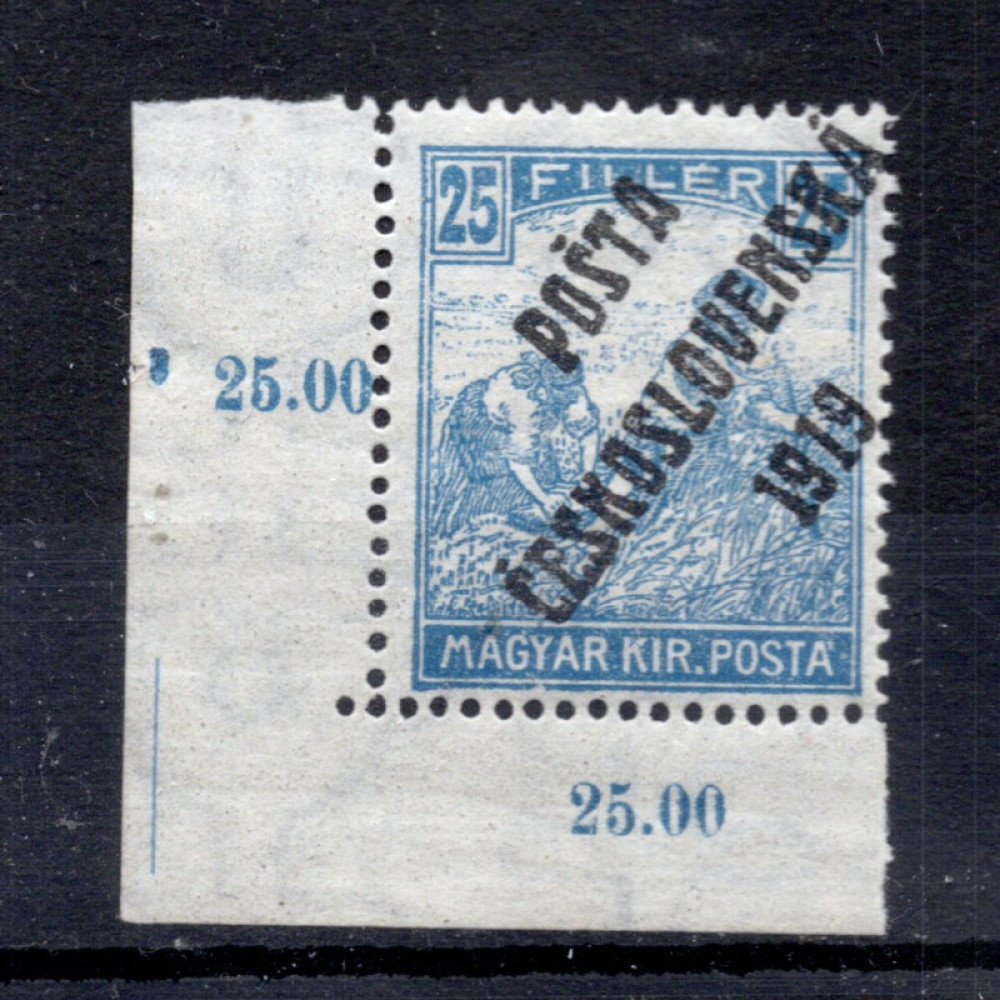 25 FILLÉR
POŠTA
ČESKOSLOVENSKÁ
1919
25.00
MAGYAR KIR. POSTA
25.00